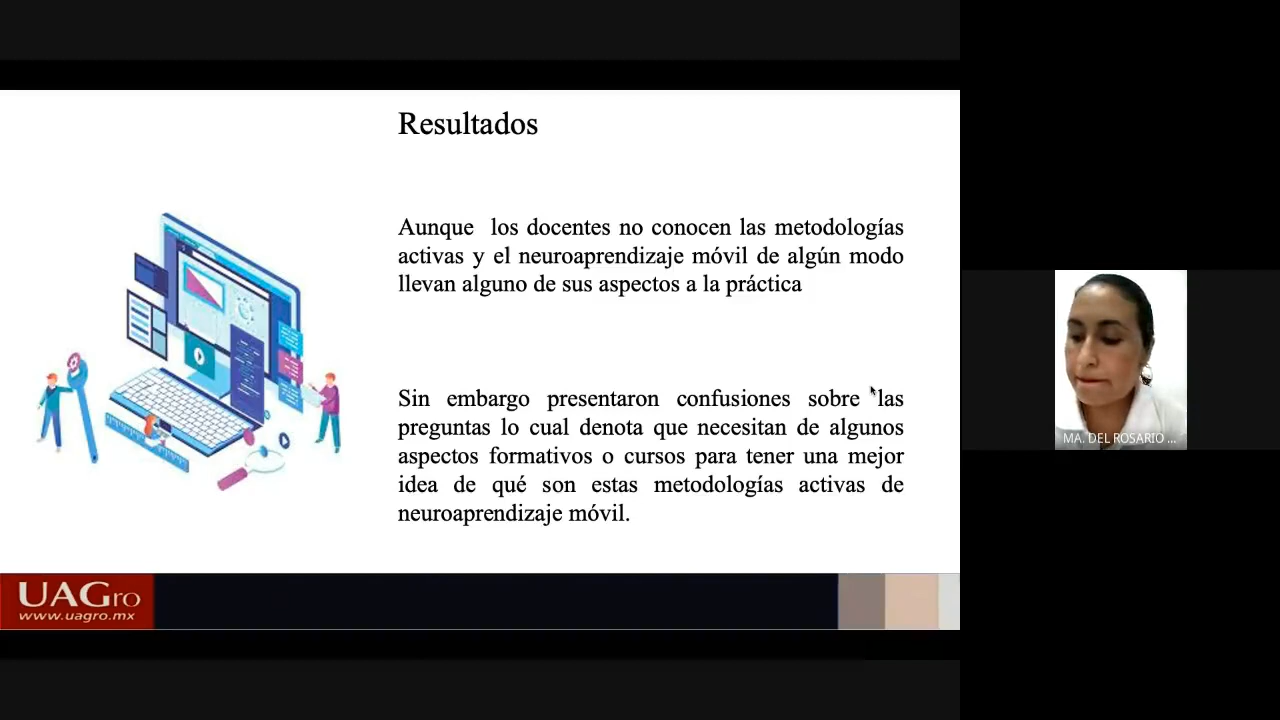 Resultados
Aunque los docentes no conocen las metodologías
activas y el neuroaprendizaje móvil de algún modo
llevan alguno de sus aspectos a la práctica
Sin embargo presentaron confusiones sobre las
preguntas lo cual denota que necesitan de algunos
aspectos formativos o cursos para tener una mejor
idea de qué son estas metodologías activas de
neuroaprendizaje móvil.
UAGro
www.uagro.mx
MA. DEL ROSARIO ...